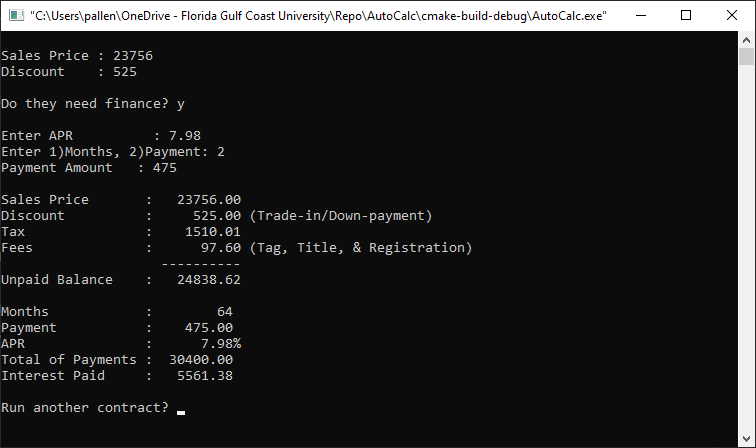 "C:\Users\pallen\OneDrive - Florida Gulf Coast University\Repo\AutoCalc\cmake-build-debug\AutoCalc.exe"
Sales Price : 23756
Discount    : 525
Do they need finance? y
Enter APR          : 7.98
Enter 1)Months, 2)Payment: 2
Payment Amount   : 475
Sales Price       :   23756.00
Discount          :     525.00 (Trade-in/Down-payment)
Tax               :    1510.01
Fees              :      97.60 (Tag, Title, & Registration)
                    ----------
Unpaid Balance    :   24838.62
Months            :        64
Payment           :    475.00
APR               :      7.98%
Total of Payments :  30400.00
Interest Paid     :   5561.38
Run another contract?